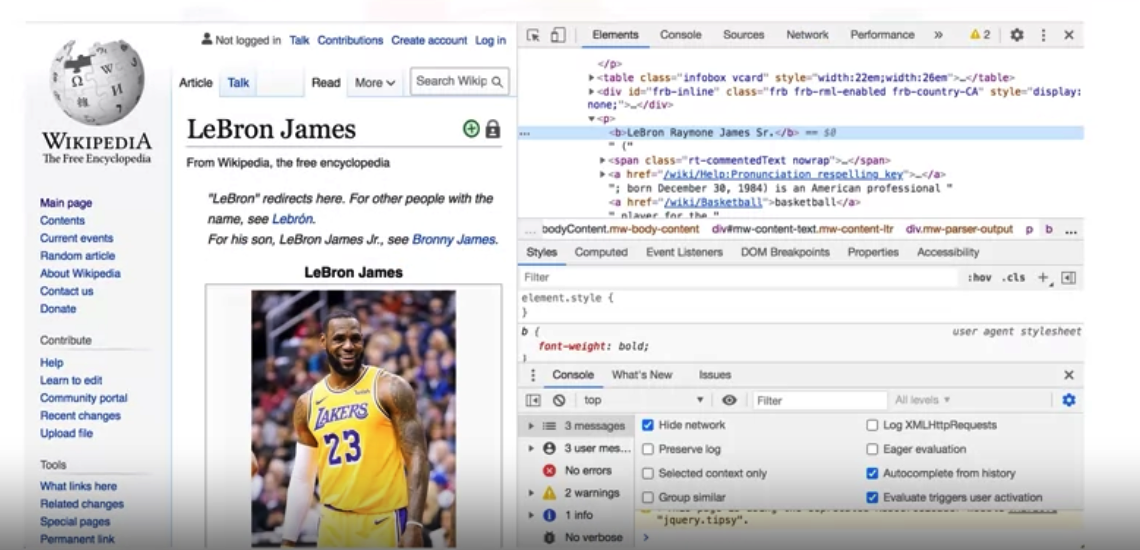 Not logged in Talk Contributions Create account Log in
Article Talk Read More Search Wikip
WIKIPEDIA
The Free Encyclopedia
Main page
Contents
Current events
Random article
About Wikipedia
Contact us
Donate
Contribute
Help
Learn to edit
Community portal
Recent changes
Upload file
Tools
What links here
Related changes
Special pages
Permanent link
LeBron James
From Wikipedia, the free encyclopedia
"LeBron" redirects here. For other people with the
name, see Lebrón.
For his son, LeBron James Jr., see Bronny James.
LeBron James
LAKERS
23
Elements Console Sources Network Performance » 2
</p>
<table class="infobox vcard" style="width:22em;width:26em">…</table>
<div id="frb-inline" class="frb frb-rml-enabled frb-country-CA" style="display:
none;">…</div>
<p>
<b>LeBron Raymone James Sr.</b> == $0
" ("
<span class="rt-commentedText nowrap">…</span>
<a href="/wiki/Help:Pronunciation_respelling_key">…</a>
"; born December 30, 1984) is an American professional "
<a href="/wiki/Basketball">basketball</a>
" player for the "
... bodyContent.mw-body-content div#mw-content-text.mw-content-ltr div.mw-parser-output p b ...
Styles Computed Event Listeners DOM Breakpoints Properties Accessibility
Filter :hov .cls +
element.style {
}
b { user agent stylesheet
font-weight: bold;
}
Console What's New Issues
top Filter All levels
3 messages
3 user mes...
No errors
2 warnings
1 info
No verbose
Hide network Log XMLHttpRequests
Preserve log Eager evaluation
Selected context only Autocomplete from history
Group similar Evaluate triggers user activation
"jquery.tipsy".